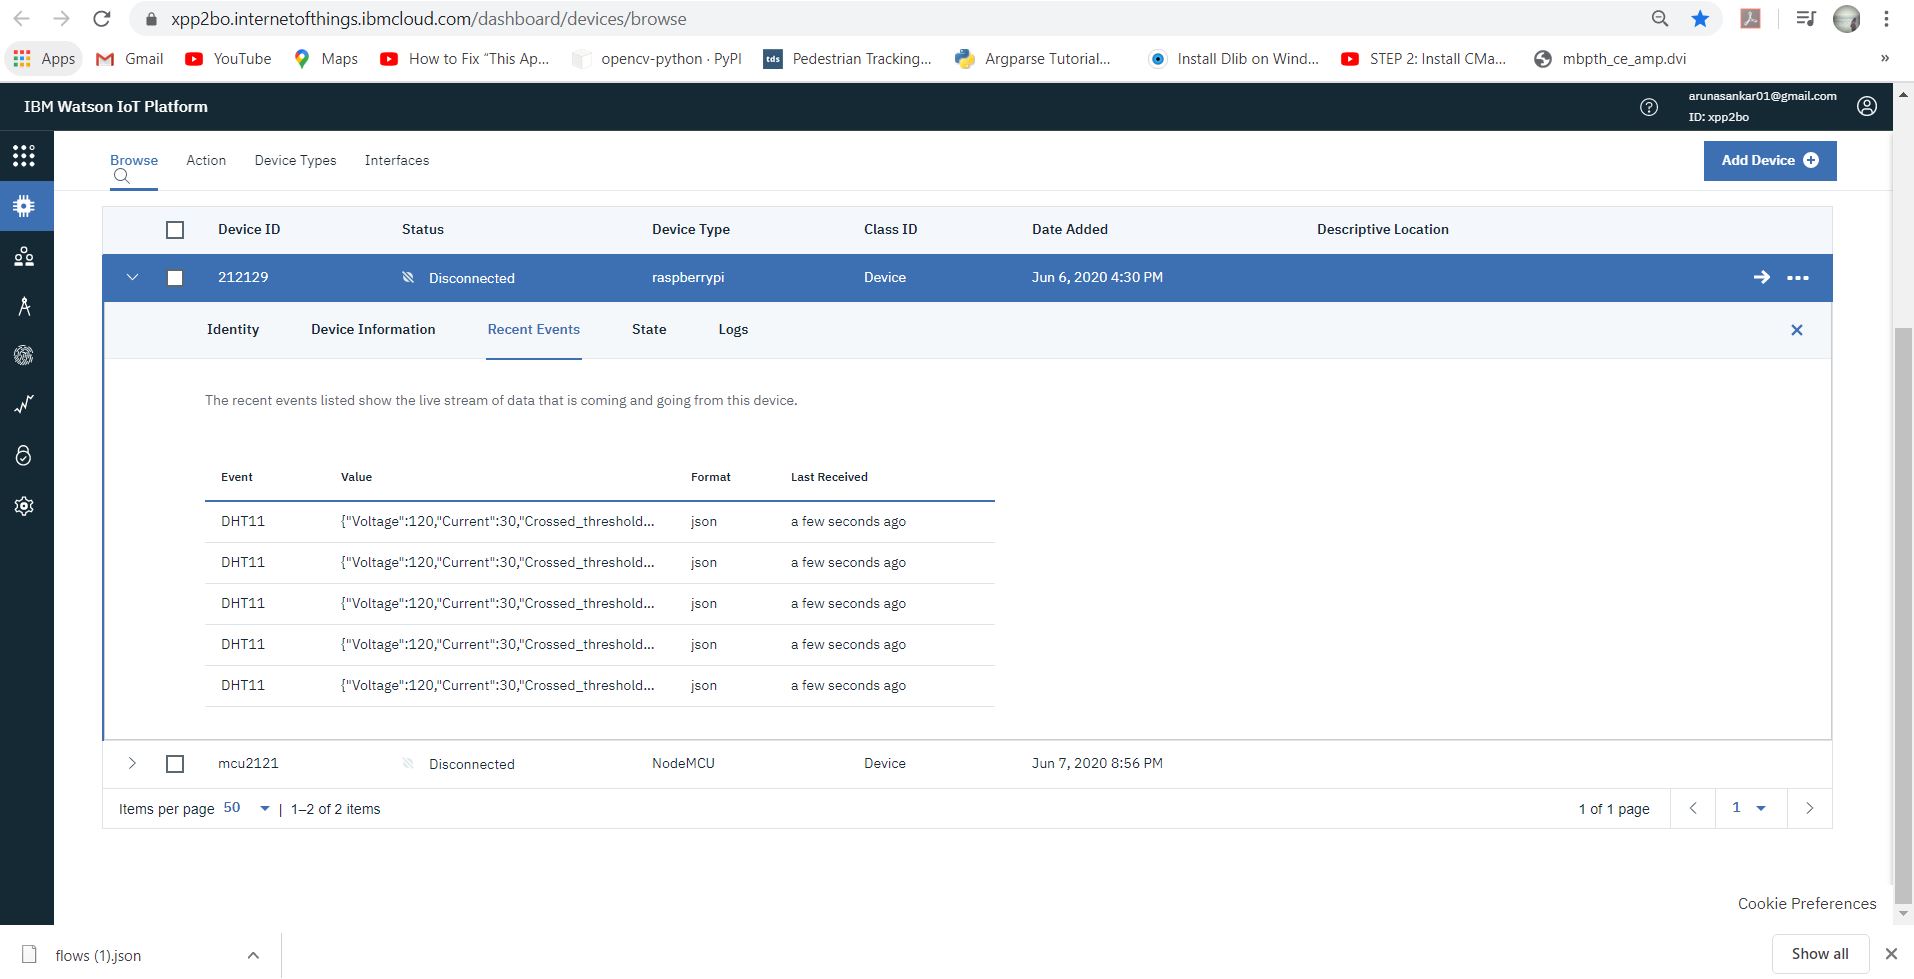 xpp2bo.internetofthings.ibmcloud.com/dashboard/devices/browse
Apps Gmail YouTube Maps How to Fix “This Ap... opencv-python · PyPI tds Pedestrian Tracking... Argparse Tutorial... Install Dlib on Wind... STEP 2: Install CMa... mbpth_ce_amp.dvi »
IBM Watson IoT Platform
arunasankar01@gmail.com
ID: xpp2bo
Browse Action Device Types Interfaces Add Device
Device ID Status Device Type Class ID Date Added Descriptive Location
212129 Disconnected raspberrypi Device Jun 6, 2020 4:30 PM
Identity Device Information Recent Events State Logs
The recent events listed show the live stream of data that is coming and going from this device.
Event Value Format Last Received
DHT11 {"Voltage":120,"Current":30,"Crossed_threshold... json a few seconds ago
DHT11 {"Voltage":120,"Current":30,"Crossed_threshold... json a few seconds ago
DHT11 {"Voltage":120,"Current":30,"Crossed_threshold... json a few seconds ago
DHT11 {"Voltage":120,"Current":30,"Crossed_threshold... json a few seconds ago
DHT11 {"Voltage":120,"Current":30,"Crossed_threshold... json a few seconds ago
mcu2121 Disconnected NodeMCU Device Jun 7, 2020 8:56 PM
Items per page 50 | 1–2 of 2 items 1 of 1 page 1
Cookie Preferences
flows (1).json Show all